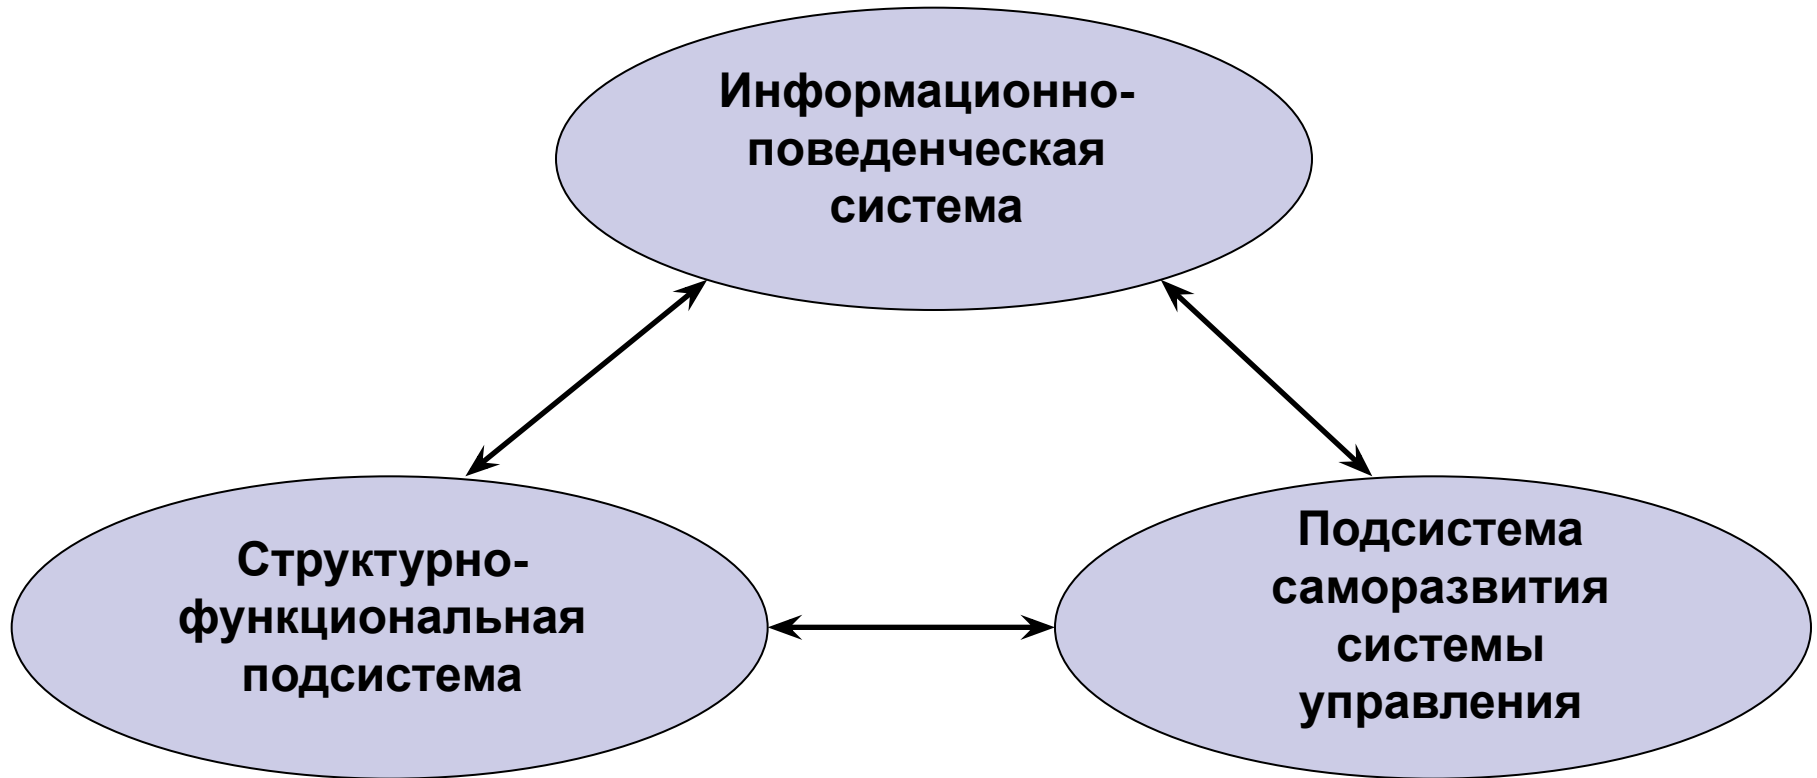 Информационно-
поведенческая
система
Структурно-
функциональная
подсистема
Подсистема
саморазвития
системы
управления